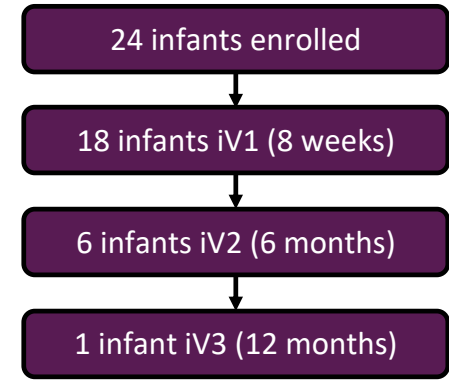 24 infants enrolled
18 infants iV1 (8 weeks)
6 infants iV2 (6 months)
1 infant iV3 (12 months)